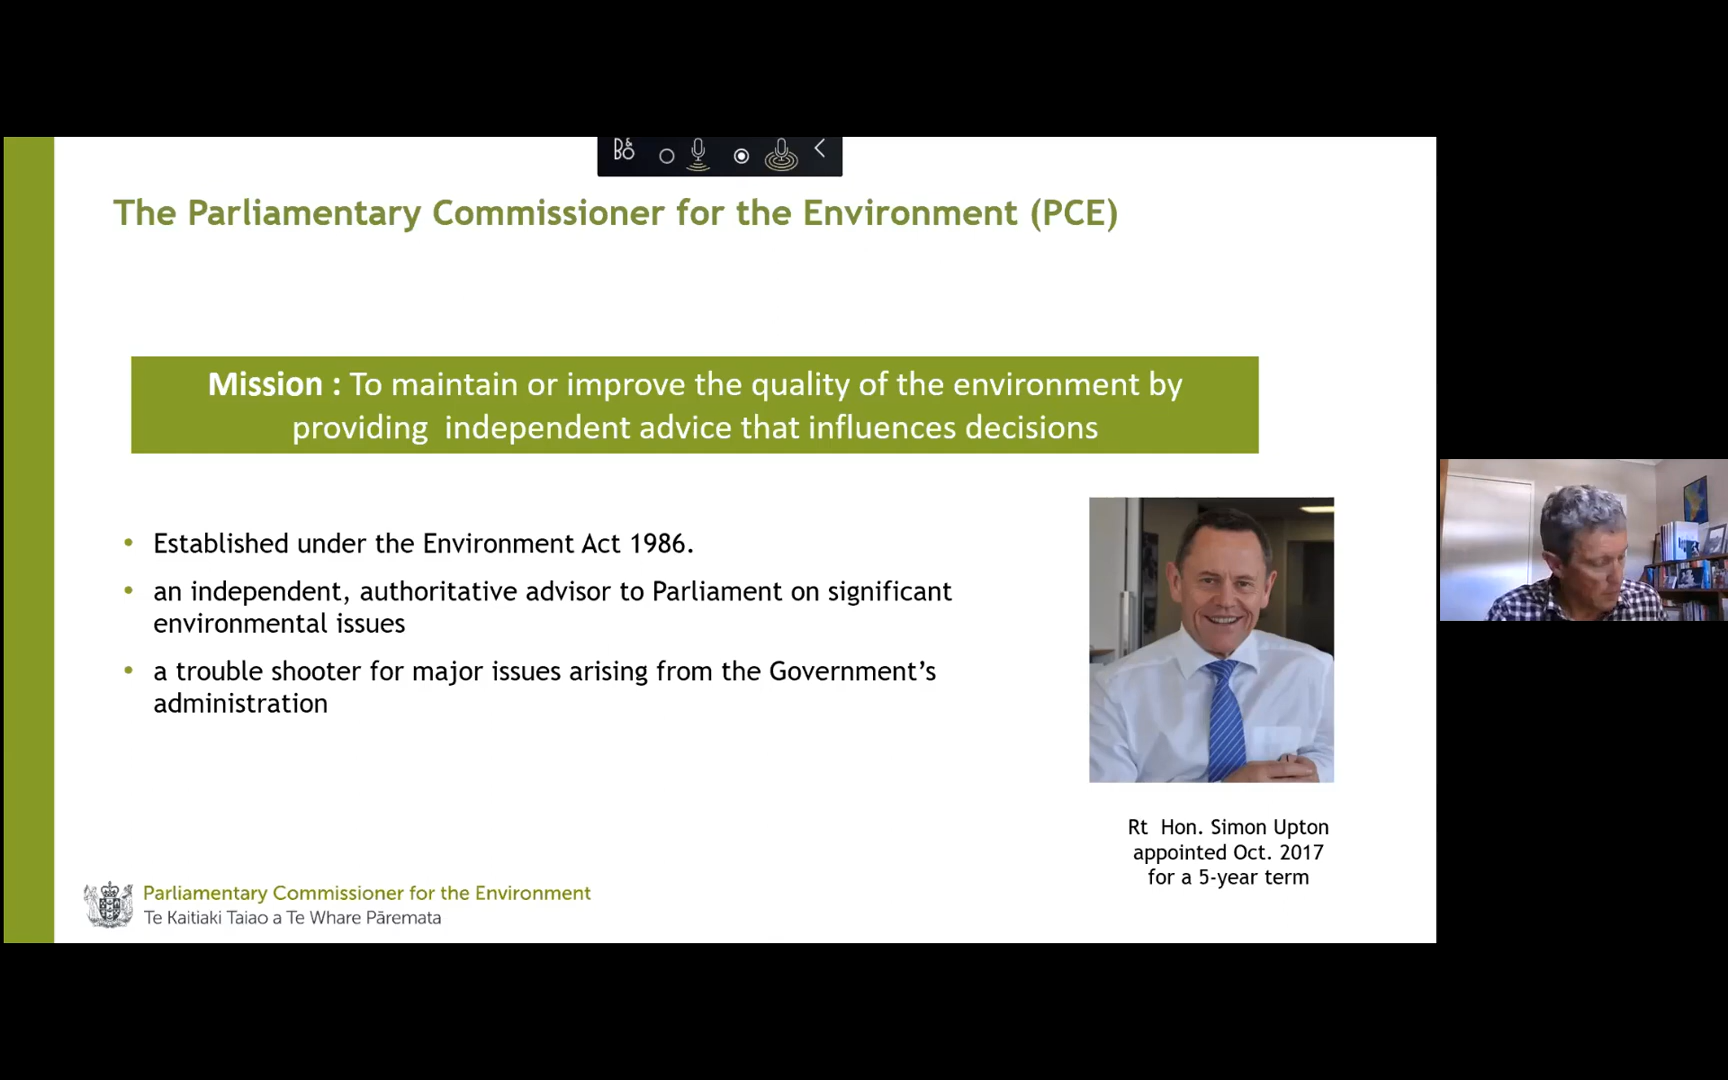 B&O
The Parliamentary Commissioner for the Environment (PCE)
Mission : To maintain or improve the quality of the environment by
providing independent advice that influences decisions
• Established under the Environment Act 1986.
• an independent, authoritative advisor to Parliament on significant
environmental issues
• a trouble shooter for major issues arising from the Government’s
administration
Rt Hon. Simon Upton
appointed Oct. 2017
for a 5-year term
Parliamentary Commissioner for the Environment
Te Kaitiaki Taiao a Te Whare Pāremata